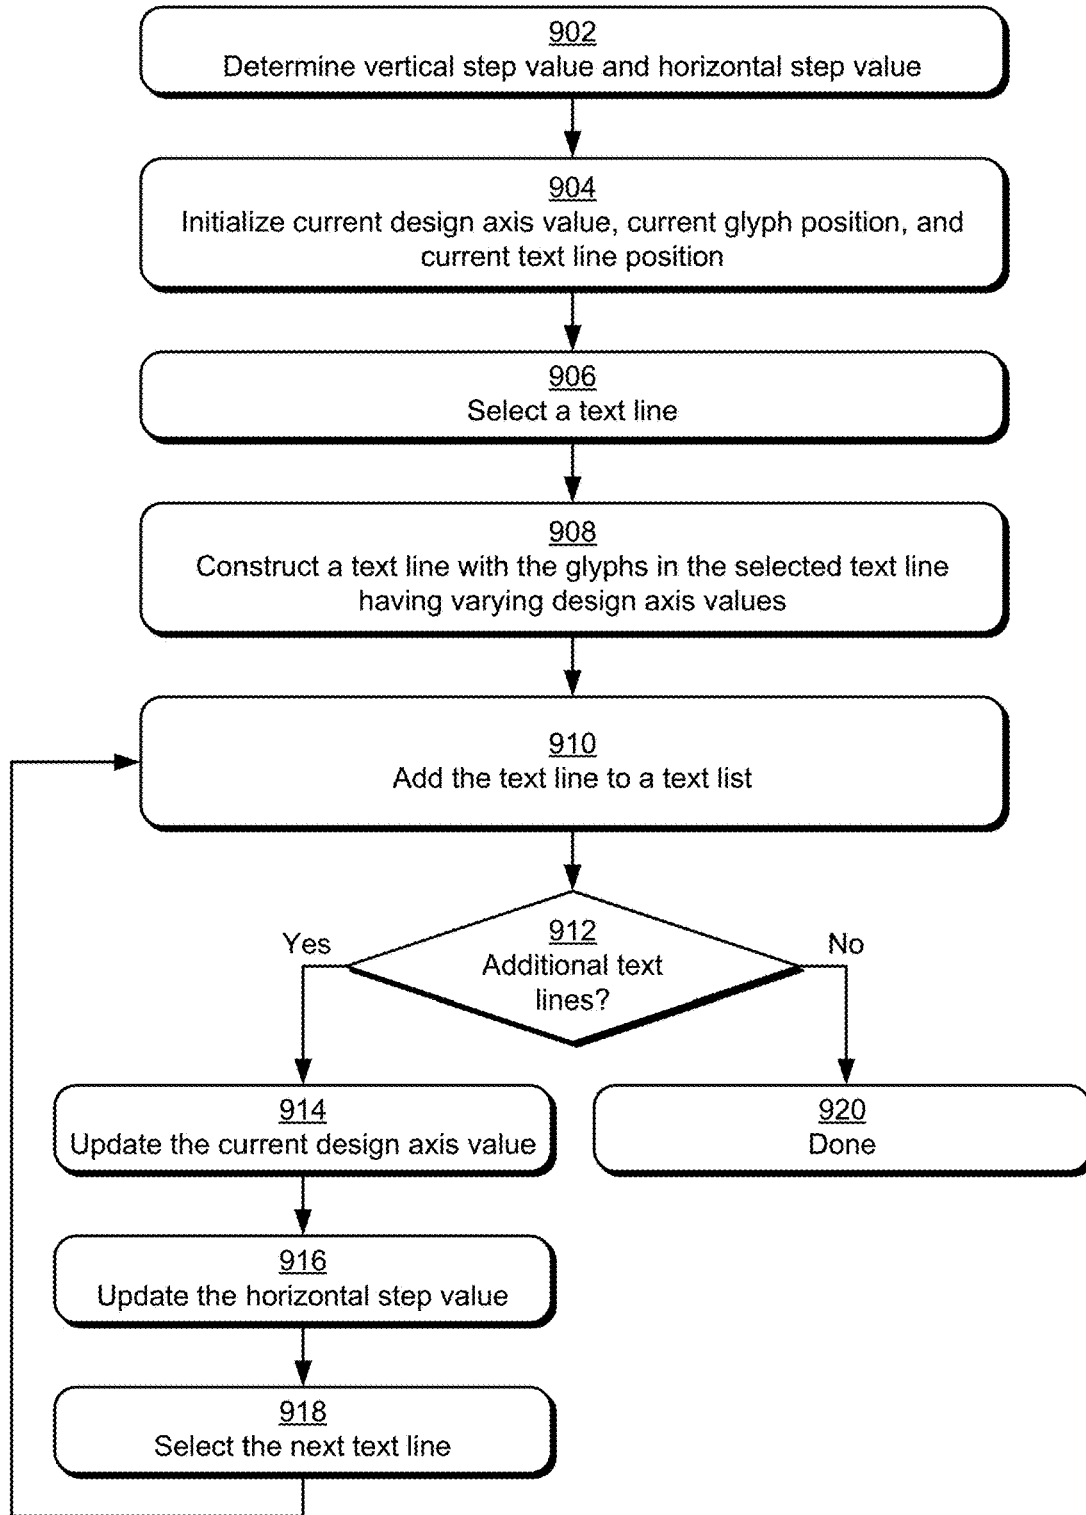 902
Determine vertical step value and horizontal step value
904
Initialize current design axis value, current glyph position, and
current text line position
906
Select a text line
908
Construct a text line with the glyphs in the selected text line
having varying design axis values
910
Add the text line to a text list
912
Additional text
lines?
Yes
No
914
Update the current design axis value
920
Done
916
Update the horizontal step value
918
Select the next text line